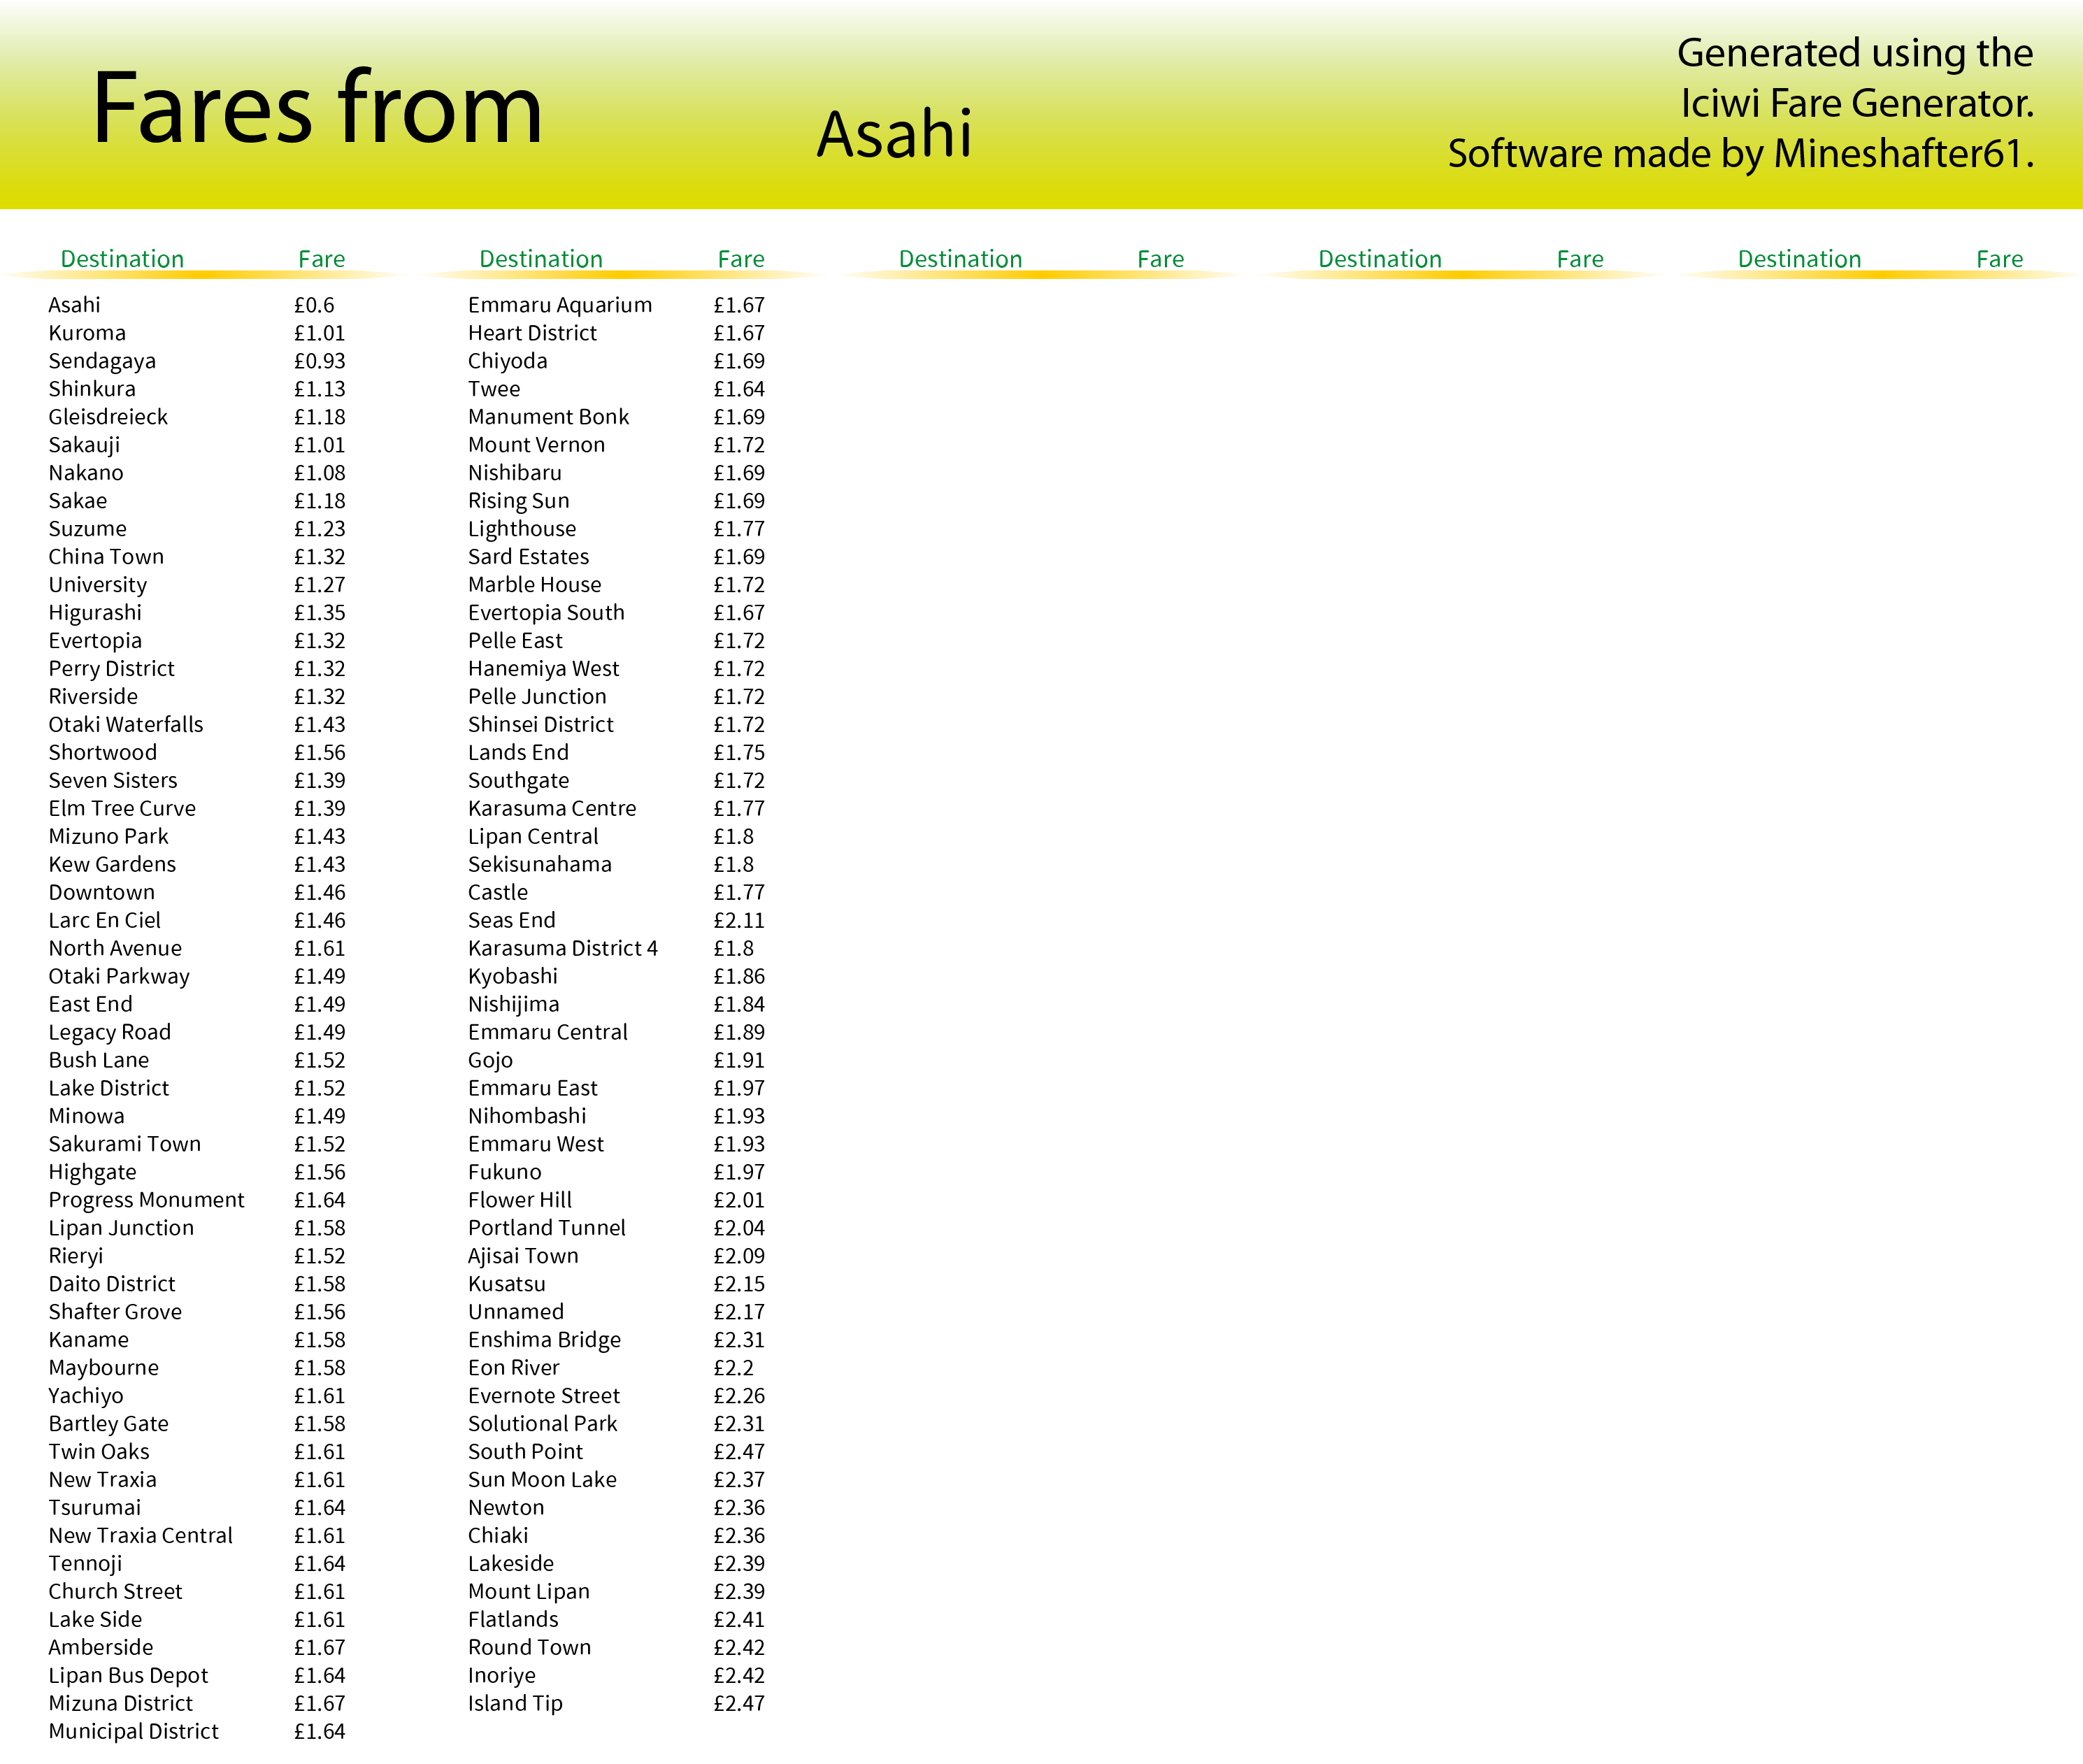 Fares from
Asahi
Generated using the
Iciwi Fare Generator.
Software made by Mineshafter61.
Destination Fare Destination Fare Destination Fare Destination Fare Destination Fare
Asahi £0.6
Kuroma £1.01
Sendagaya £0.93
Shinkura £1.13
Gleisdreieck £1.18
Sakauji £1.01
Nakano £1.08
Sakae £1.18
Suzume £1.23
China Town £1.32
University £1.27
Higurashi £1.35
Evertopia £1.32
Perry District £1.32
Riverside £1.32
Otaki Waterfalls £1.43
Shortwood £1.56
Seven Sisters £1.39
Elm Tree Curve £1.39
Mizuno Park £1.43
Kew Gardens £1.43
Downtown £1.46
Larc En Ciel £1.46
North Avenue £1.61
Otaki Parkway £1.49
East End £1.49
Legacy Road £1.49
Bush Lane £1.52
Lake District £1.52
Minowa £1.49
Sakurami Town £1.52
Highgate £1.56
Progress Monument £1.64
Lipan Junction £1.58
Rieryi £1.52
Daito District £1.58
Shafter Grove £1.56
Kaname £1.58
Maybourne £1.58
Yachiyo £1.61
Bartley Gate £1.58
Twin Oaks £1.61
New Traxia £1.61
Tsurumai £1.64
New Traxia Central £1.61
Tennoji £1.64
Church Street £1.61
Lake Side £1.61
Amberside £1.67
Lipan Bus Depot £1.64
Mizuna District £1.67
Municipal District £1.64
Emmaru Aquarium £1.67
Heart District £1.67
Chiyoda £1.69
Twee £1.64
Manument Bonk £1.69
Mount Vernon £1.72
Nishibaru £1.69
Rising Sun £1.69
Lighthouse £1.77
Sard Estates £1.69
Marble House £1.72
Evertopia South £1.67
Pelle East £1.72
Hanemiya West £1.72
Pelle Junction £1.72
Shinsei District £1.72
Lands End £1.75
Southgate £1.72
Karasuma Centre £1.77
Lipan Central £1.8
Sekisunahama £1.8
Castle £1.77
Seas End £2.11
Karasuma District 4 £1.8
Kyobashi £1.86
Nishijima £1.84
Emmaru Central £1.89
Gojo £1.91
Emmaru East £1.97
Nihombashi £1.93
Emmaru West £1.93
Fukuno £1.97
Flower Hill £2.01
Portland Tunnel £2.04
Ajisai Town £2.09
Kusatsu £2.15
Unnamed £2.17
Enshima Bridge £2.31
Eon River £2.2
Evernote Street £2.26
Solutional Park £2.31
South Point £2.47
Sun Moon Lake £2.37
Newton £2.36
Chiaki £2.36
Lakeside £2.39
Mount Lipan £2.39
Flatlands £2.41
Round Town £2.42
Inoriye £2.42
Island Tip £2.47